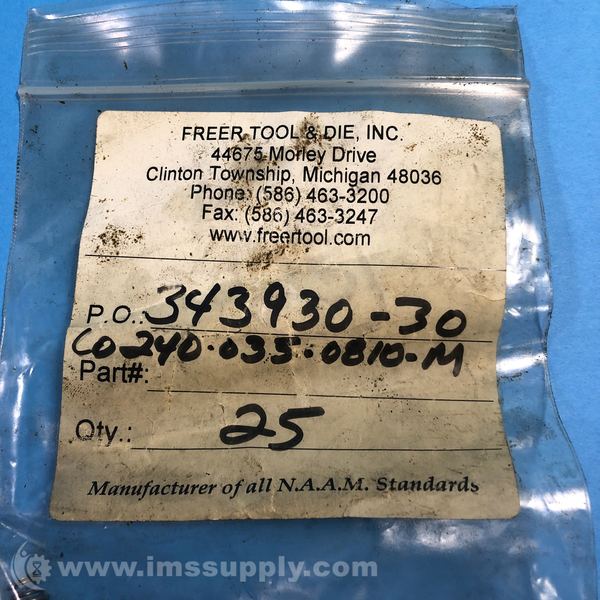 FREER TOOL & DIE, INC.
44675 Morley Drive
Clinton Township, Michigan 48036
Phone: (586) 463-3200
Fax: (586) 463-3247
www.freertool.com
P.O.: 343930-30
CO240.035.0810-M
Part#:
Qty.: 25
Manufacturer of all N.A.A.M. Standards
© www.imssupply.com/